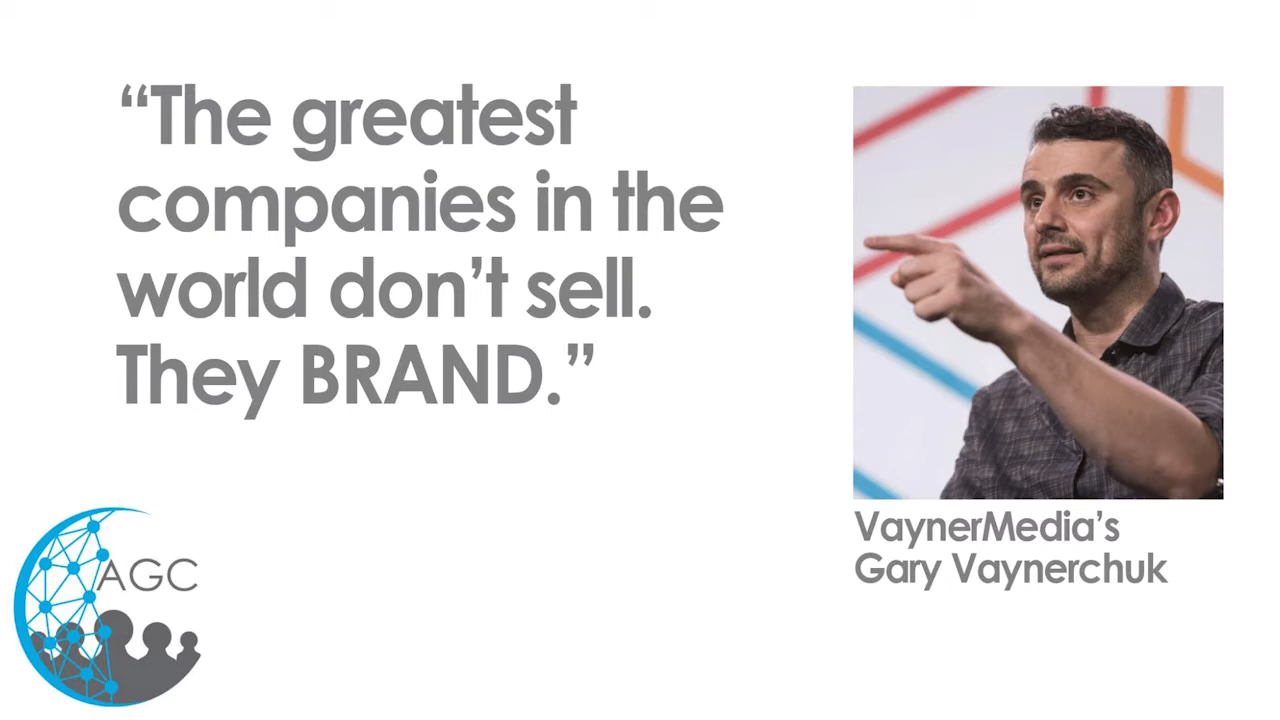 “The greatest
companies in the
world don’t sell.
They BRAND.”
VaynerMedia’s
Gary Vaynerchuk
AGC